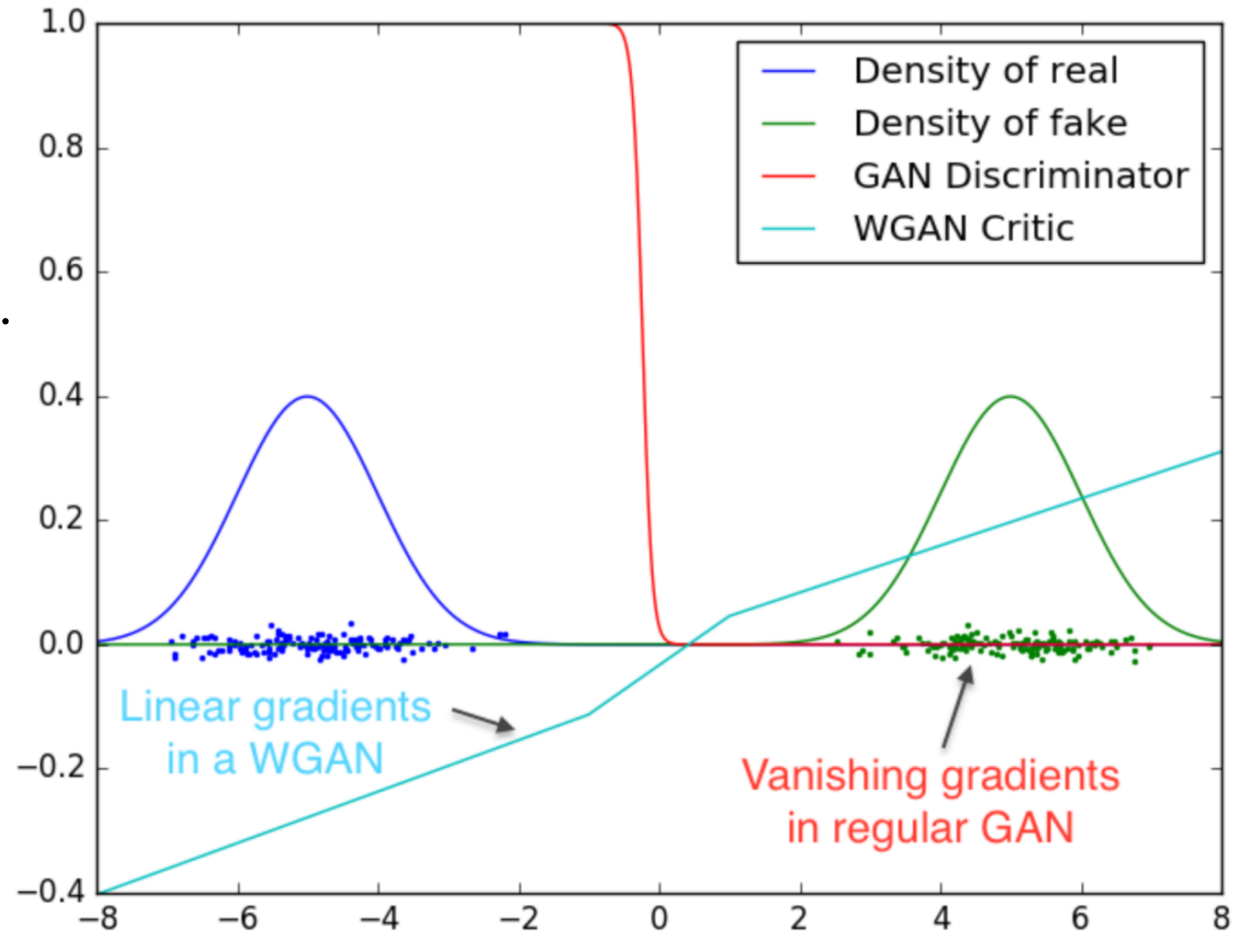 1.0
0.8
0.6
0.4
0.2
0.0
−0.2
−0.4
−8
−6
−4
−2
0
2
4
6
8
Density of real
Density of fake
GAN Discriminator
WGAN Critic
Linear gradients
in a WGAN
Vanishing gradients
in regular GAN